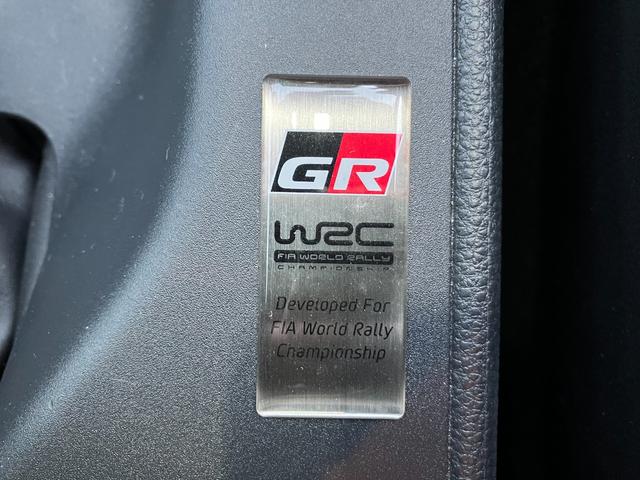 GR
WRC
FIA WORLD RALLY
CHAMPIONSHIP
Developed For
FIA World Rally
Championship